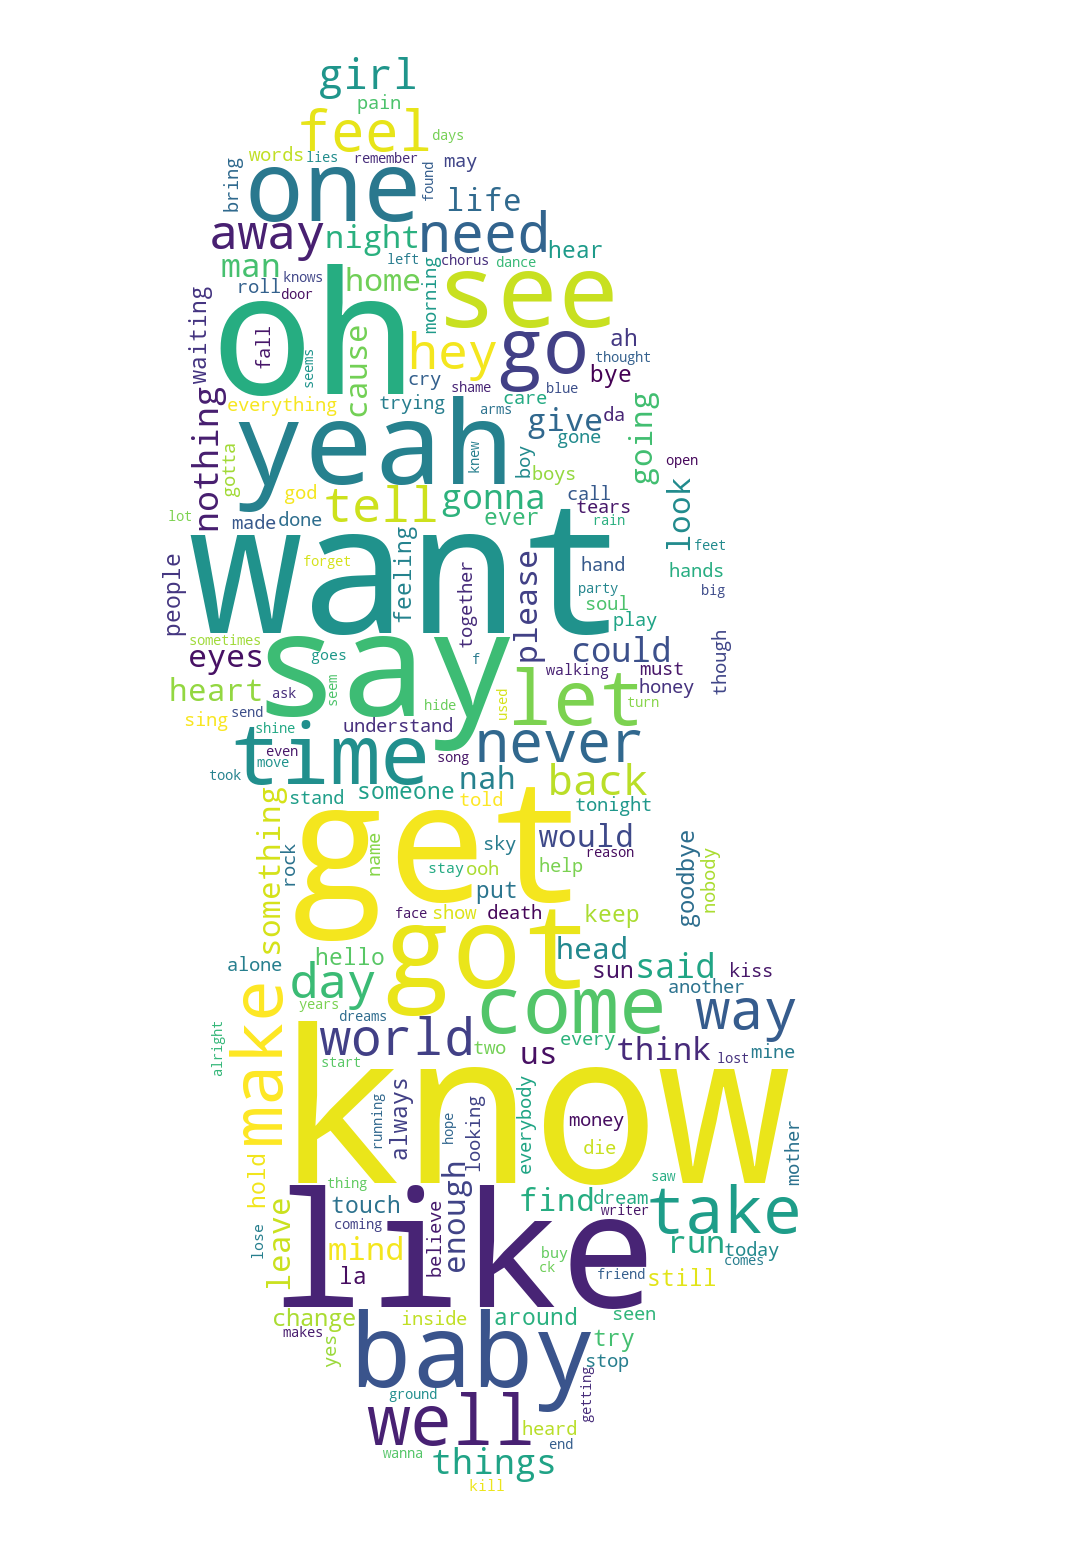 girl
pain
feel
days
words
lies
remember
may
bring
one
found
life
away
night
need
hear
man
left
chorus
dance
roll
knows
home
morning
see
door
oh
waiting
fall
seems
cause
hey
go
ah
thought
cry
shame
blue
bye
everything
trying
care
arms
give
da
going
nothing
yeah
knew
boy
gone
boys
open
gotta
god
tell
gonna
ever
call
tears
look
lot
made
done
rain
feet
want
forget
feeling
together
please
hand
hands
people
party
big
soul
play
sometimes
say
eyes
goes
f
could
though
walking
must
heart
ask
seem
let
honey
sing
send
hide
used
turn
shine
understand
time
even
move
song
never
took
nah
back
something
stand
someone
told
tonight
get
rock
name
sky
would
reason
goodbye
nobody
stay
ooh
help
put
face
show
death
keep
got
head
alone
hello
sun
said
kiss
day
another
years
come
make
dreams
way
alright
world
two
us
every
think
lost
mine
start
know
running
always
hope
looking
everybody
money
die
mother
hold
thing
enough
saw
touch
find
dream
take
leave
coming
like
writer
lose
mind
believe
run
today
la
buy
comes
ck
friend
still
change
inside
around
seen
makes
yes
baby
try
stop
ground
getting
well
heard
wanna
end
things
kill